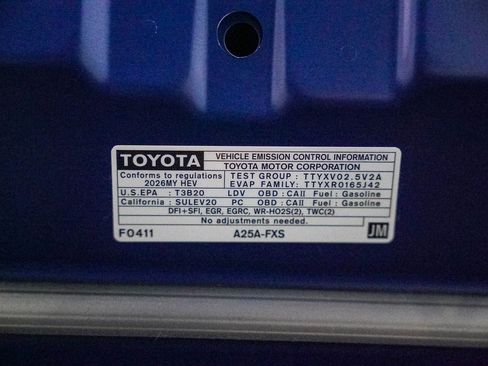 TOYOTA VEHICLE EMISSION CONTROL INFORMATION
TOYOTA MOTOR CORPORATION
Conforms to regulations TEST GROUP : TTYXV02.5V2A
2026MY HEV EVAP FAMILY: TTYXR0165J42
U.S.EPA : T3B20 LDV OBD : CAII Fuel : Gasoline
California : SULEV20 PC OBD : CAII Fuel : Gasoline
DFI+SFI, EGR, EGRC, WR-HO2S(2), TWC(2)
No adjustments needed.
F0411 A25A-FXS JM